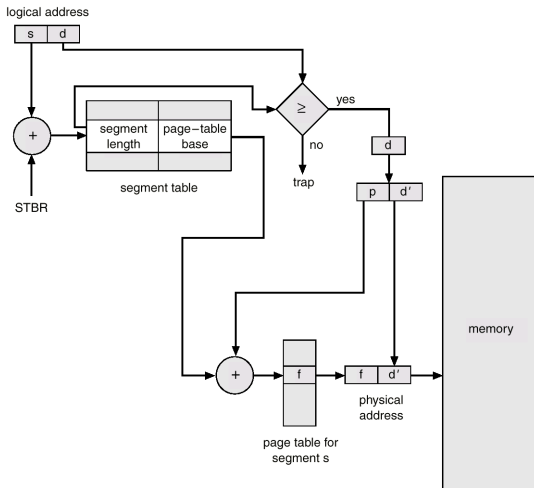 logical address
s d
≥
yes
segment length
page–table base
+
no
d
trap
segment table
p d′
STBR
memory
+
f
f d′
physical address
page table for segment s